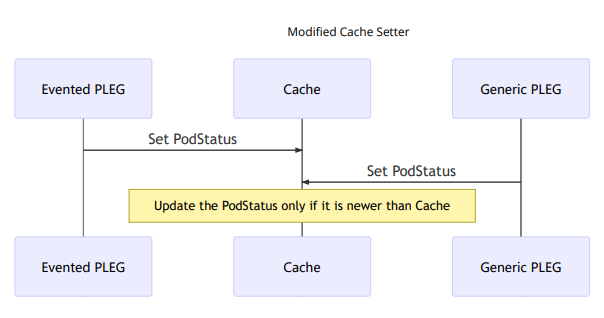 Modified Cache Setter
Evented PLEG
Cache
Generic PLEG
Set PodStatus
Set PodStatus
Update the PodStatus only if it is newer than Cache
Evented PLEG
Cache
Generic PLEG